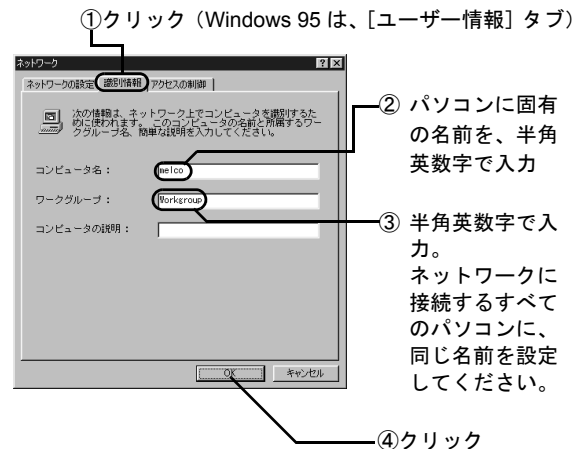 ①クリック（Windows 95 は、［ユーザー情報］タブ）
ネットワーク
ネットワークの設定 識別情報 アクセスの制御
次の情報は、ネットワーク上でコンピュータを識別するた
めに使われます。このコンピュータの名前と所属するワー
クグループ名、簡単な説明を入力してください。
コンピュータ名： melco
ワークグループ： Workgroup
コンピュータの説明：
OK キャンセル
② パソコンに固有
の名前を、半角
英数字で入力
③ 半角英数字で入
力。
ネットワークに
接続するすべて
のパソコンに、
同じ名前を設定
してください。
④クリック